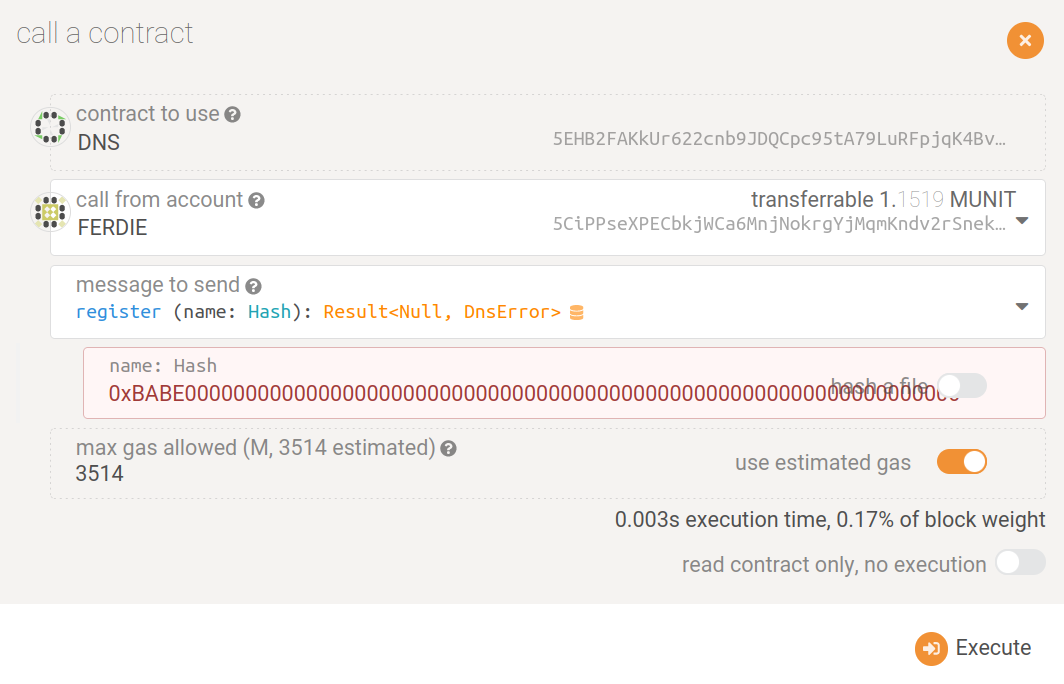 call a contract
contract to use
DNS
5EHB2FAKkUr622cnb9JDQCpc95tA79LuRFpjqK4Bv…
call from account
transferrable 1.1519 MUNIT
FERDIE
5CiPPseXPECbkjWCa6MnjNokrgYjMqmKndv2rSnek…
message to send
register (name: Hash): Result<Null, DnsError>
name: Hash
hash a file
max gas allowed (M, 3514 estimated)
3514
use estimated gas
0.003s execution time, 0.17% of block weight
read contract only, no execution
Execute